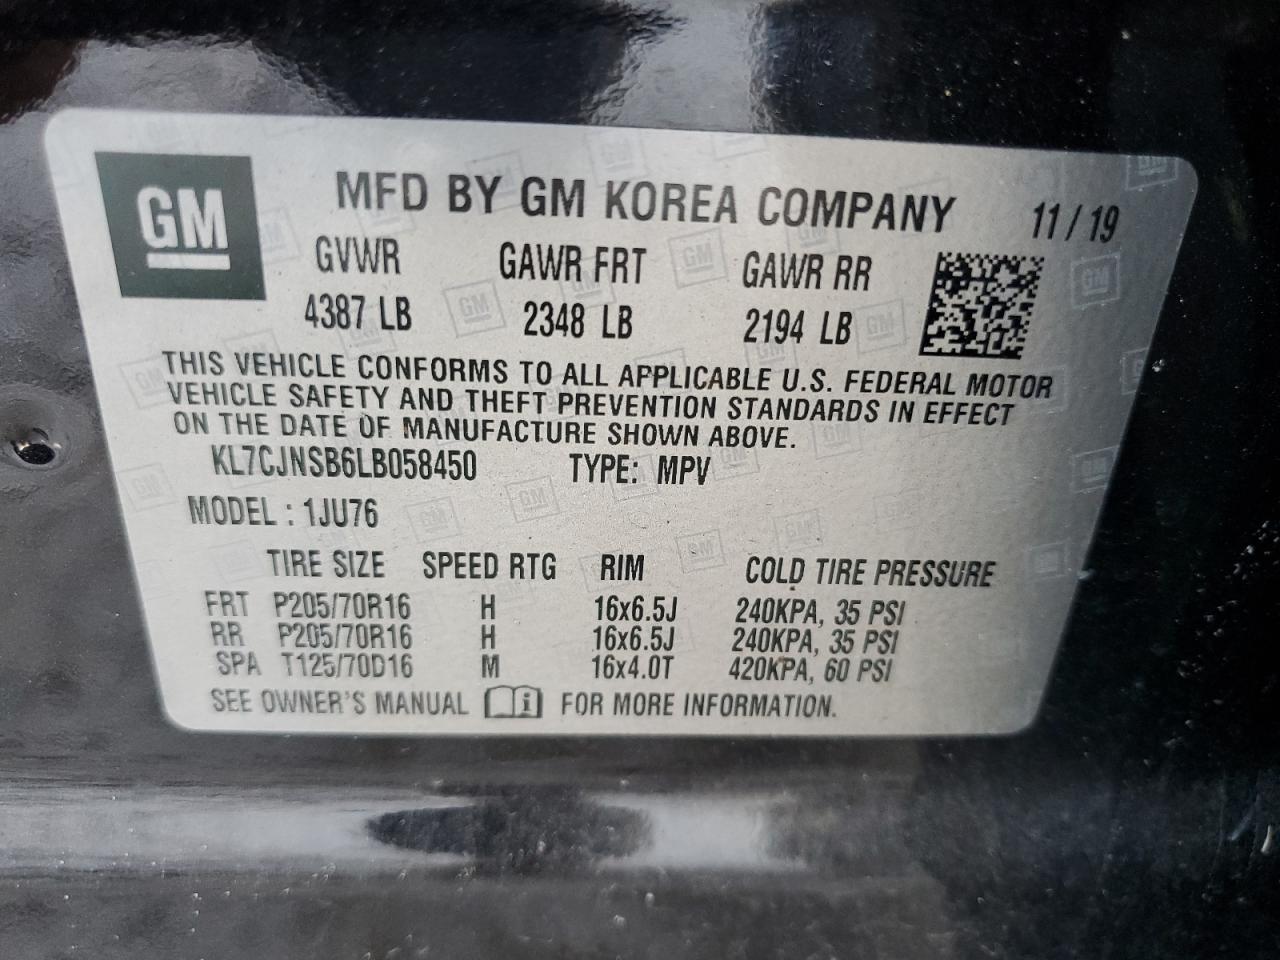 GM
MFD BY GM KOREA COMPANY 11 / 19
GVWR GAWR FRT GAWR RR
4387 LB 2348 LB 2194 LB
THIS VEHICLE CONFORMS TO ALL APPLICABLE U.S. FEDERAL MOTOR
VEHICLE SAFETY AND THEFT PREVENTION STANDARDS IN EFFECT
ON THE DATE OF MANUFACTURE SHOWN ABOVE.
KL7CJNSB6LB058450 TYPE: MPV
MODEL : 1JU76
TIRE SIZE SPEED RTG RIM COLD TIRE PRESSURE
FRT P205/70R16 H 16x6.5J 240KPA, 35 PSI
RR P205/70R16 H 16x6.5J 240KPA, 35 PSI
SPA T125/70D16 M 16x4.0T 420KPA, 60 PSI
SEE OWNER'S MANUAL i FOR MORE INFORMATION.